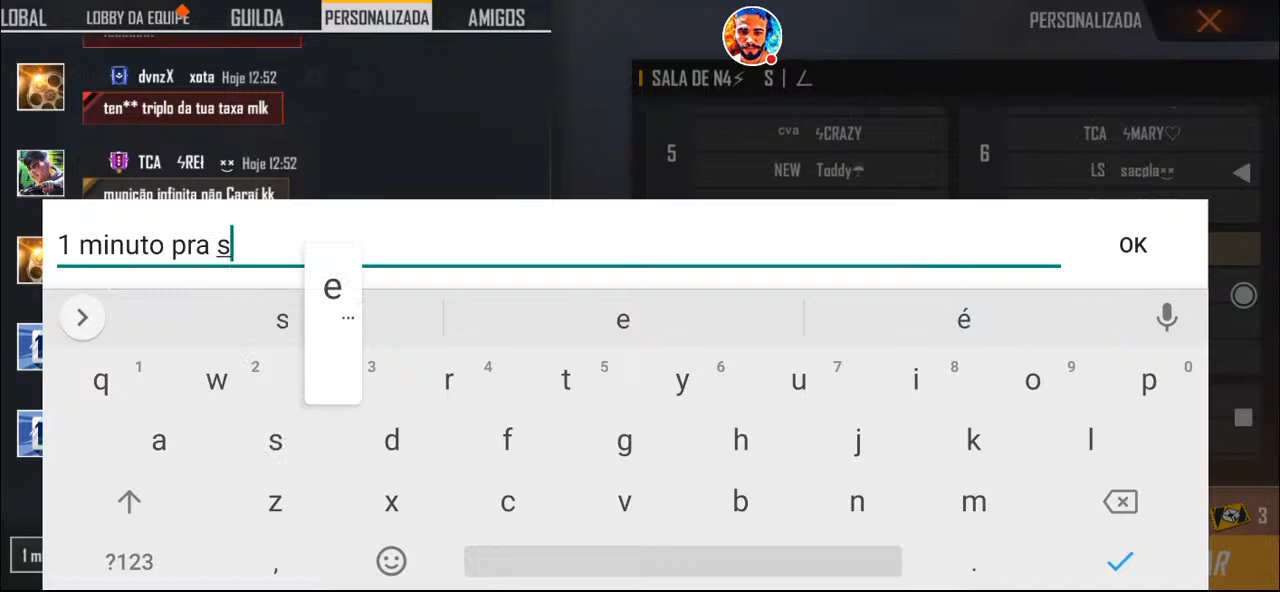 LOBAL LOBBY DA EQUIPE GUILDA PERSONALIZADA AMIGOS
PERSONALIZADA
dvnzX xota Hoje 12:52
ten** triplo da tua taxa mlk
TCA ϟREI Hoje 12:52
munição infinita não Caraí kk
SALA DE N4⚡ S | ∠
5
cva ϟCRAZY
NEW Toddy☂
6
TCA ϟMARY♡
LS sacola
1 minuto pra s
OK
e
...
s e é
q 1 w 2 3 r 4 t 5 y 6 u 7 i 8 o 9 p 0
a s d f g h j k l
z x c v b n m
?123 , .
1 m
3
AR